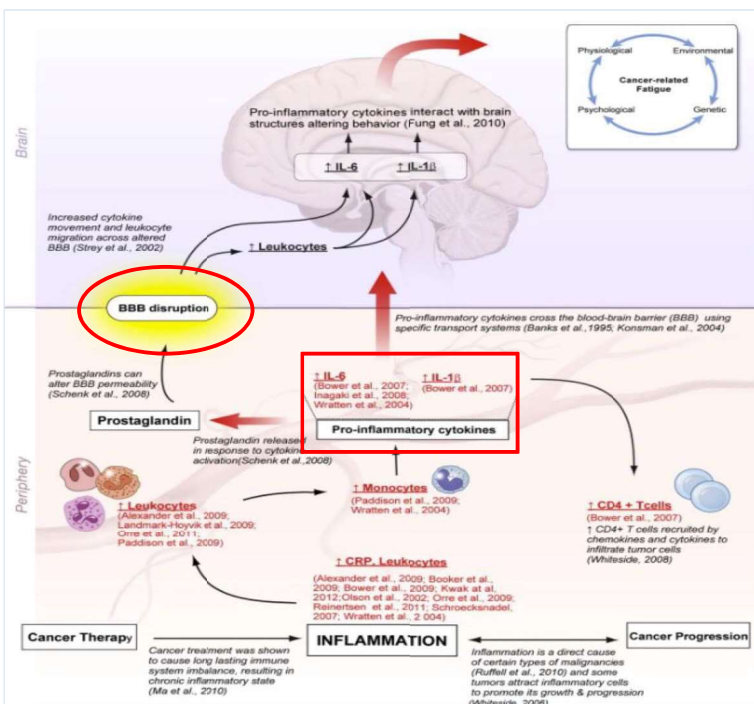 Brain
Physiological
Environmental
Cancer-related
Fatigue
Psychological
Genetic
Pro-inflammatory cytokines interact with brain
structures altering behavior (Fung et al., 2010)
↑ IL-6
↑ IL-1β
Increased cytokine
movement and leukocyte
migration across altered
BBB (Strey et al., 2002)
↑ Leukocytes
BBB disruption
Pro-inflammatory cytokines cross the blood-brain barrier (BBB) using
specific transport systems (Banks et al.,1995; Konsman et al., 2004)
Periphery
Prostaglandins can
alter BBB permeability
(Schenk et al., 2008)
Prostaglandin
Prostaglandin released
in response to cytokine
activation(Schenk et al.,2008)
↑ IL-6
(Bower et al., 2007;
Inagaki et al., 2008;
Wratten et al., 2004)
↑ IL-1β
(Bower et al., 2007)
Pro-inflammatory cytokines
↑ Leukocytes
(Alexander et al., 2009;
Landmark-Hoyvik et al., 2009;
Orre et al., 2011;
Paddison et al., 2009)
↑ Monocytes
(Paddison et al., 2009;
Wratten et al., 2004)
↑ CD4 + Tcells
(Bower et al., 2007)
↑ CD4+ T cells recruited by
chemokines and cytokines to
infiltrate tumor cells
(Whiteside, 2008)
↑ CRP, Leukocytes
(Alexander et al., 2009; Booker et al.,
2009; Bower et al., 2009; Kwak at al,
2012;Olson et al., 2002; Orre et al., 2009;
Reinertsen et al., 2011; Schroecksnadel,
2007; Wratten et al., 2 004)
Cancer Therapy
INFLAMMATION
Cancer Progression
Cancer treatment was shown
to cause long lasting immune
system imbalance, resulting in
chronic inflammatory state
(Ma et al., 2010)
Inflammation is a direct cause
of certain types of malignancies
(Ruffell et al., 2010) and some
tumors attract inflammatory cells
to promote its growth & progression
(Whiteside, 2006)